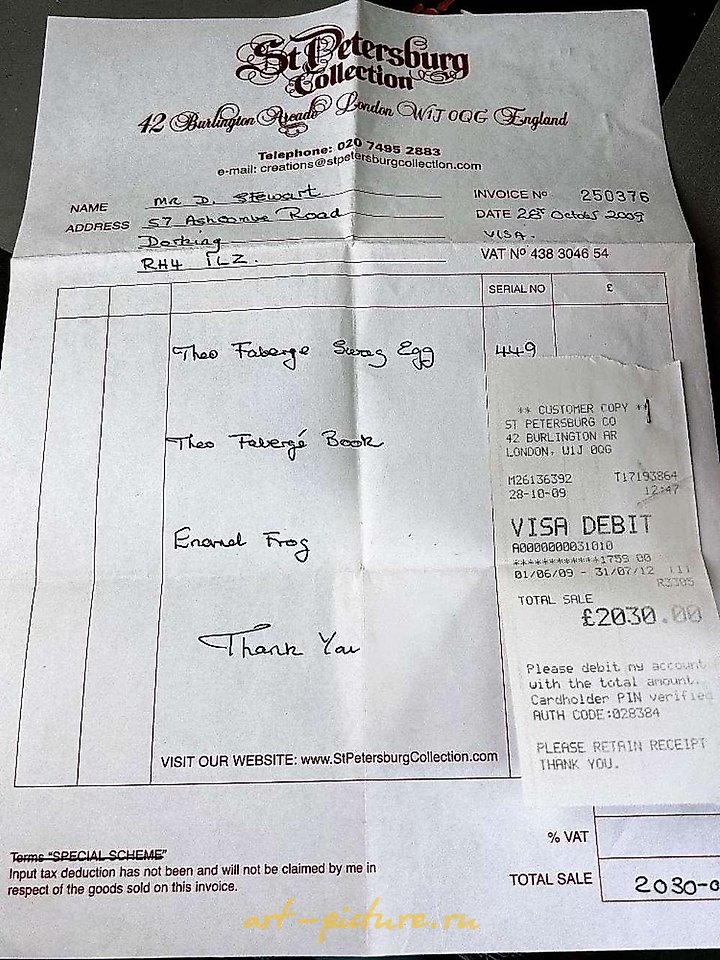 St Petersburg
Collection
42 Burlington Arcade London W1J 0QG England
Telephone: 020 7495 2883
e-mail: creations@stpetersburgcollection.com
NAME Mr D. Stewart
ADDRESS 57 Ashcombe Road
Dorking
RH4 1LZ.
INVOICE Nº 250376
DATE 28 October 2009
VISA.
VAT Nº 438 3046 54
SERIAL NO £
Theo Faberge Swag Egg 449
Theo Fabergé Book
Enamel Frog
Thank You
VISIT OUR WEBSITE: www.StPetersburgCollection.com
** CUSTOMER COPY **
ST PETERSBURG CO
42 BURLINGTON AR
LONDON, W1J 0QG
M26136392 T17193864
28-10-09 12:47
VISA DEBIT
A0000000031010
************1759 00
01/06/09 - 31/07/12
R3305
TOTAL SALE
£2030.00
Please debit my account
with the total amount.
Cardholder PIN verified
AUTH CODE:028384
PLEASE RETAIN RECEIPT
THANK YOU.
Terms "SPECIAL SCHEME"
Input tax deduction has not been and will not be claimed by me in
respect of the goods sold on this invoice.
% VAT
TOTAL SALE 2030-0
art-picture.ru